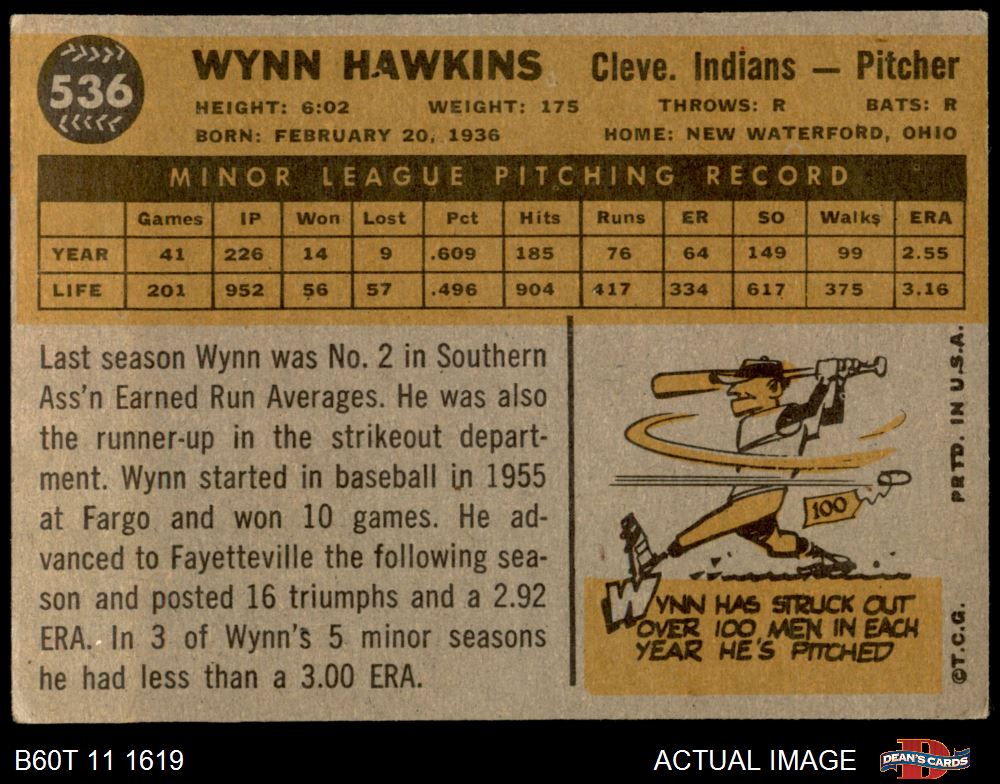 536
WYNN HAWKINS Cleve. Indians — Pitcher
HEIGHT: 6:02 WEIGHT: 175 THROWS: R BATS: R
BORN: FEBRUARY 20, 1936 HOME: NEW WATERFORD, OHIO
MINOR LEAGUE PITCHING RECORD
Games IP Won Lost Pct Hits Runs ER SO Walks ERA
YEAR 41 226 14 9 .609 185 76 64 149 99 2.55
LIFE 201 952 56 57 .496 904 417 334 617 375 3.16
Last season Wynn was No. 2 in Southern
Ass'n Earned Run Averages. He was also
the runner-up in the strikeout depart-
ment. Wynn started in baseball in 1955
at Fargo and won 10 games. He ad-
vanced to Fayetteville the following sea-
son and posted 16 triumphs and a 2.92
ERA. In 3 of Wynn's 5 minor seasons
he had less than a 3.00 ERA.
100
WYNN HAS STRUCK OUT
OVER 100 MEN IN EACH
YEAR HE'S PITCHED
©T.C.G. PRTD. IN U.S.A.
B60T 11 1619 ACTUAL IMAGE DEAN'S CARDS